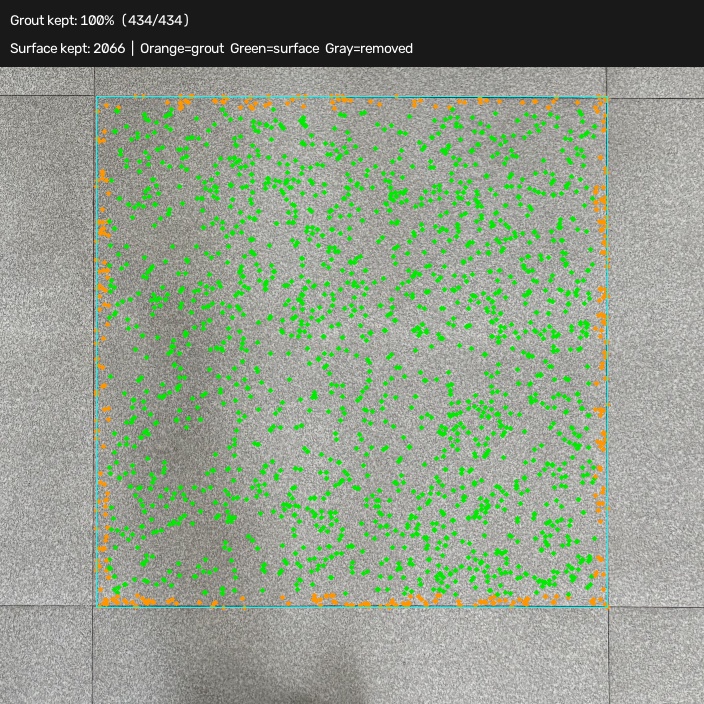 Grout kept: 100% (434/434)
Surface kept: 2066 | Orange=grout Green=surface Gray=removed